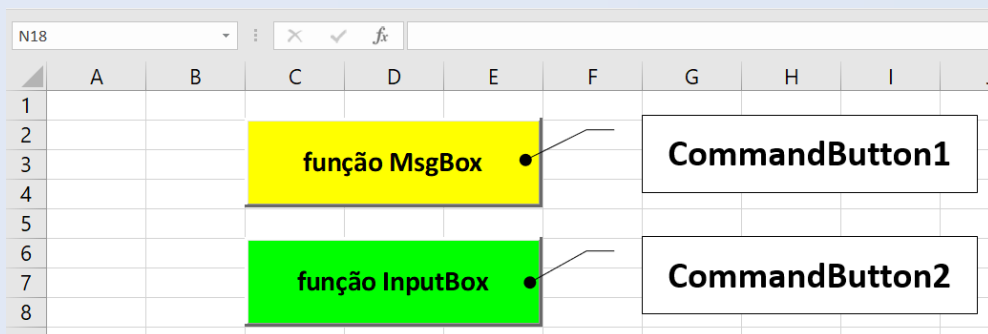 N18
fx
A B C D E F G H I
1
2
função MsgBox
CommandButton1
3
4
5
6
função InputBox
CommandButton2
7
8